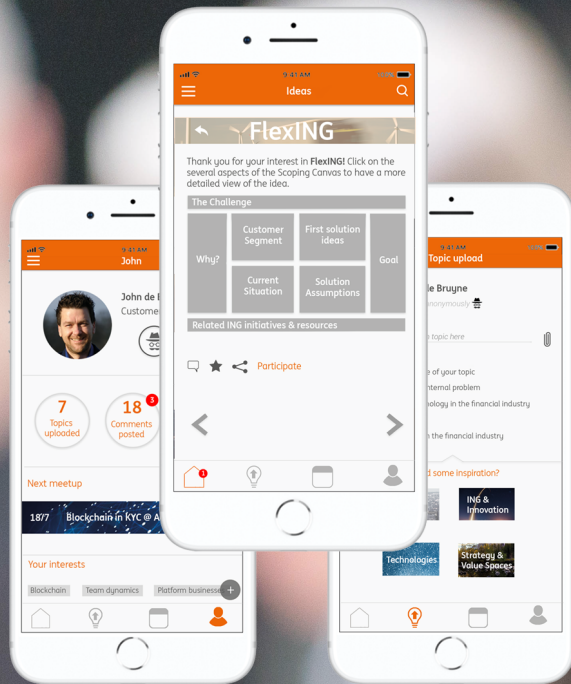 9:41 AM
Ideas
FlexING
Thank you for your interest in FlexING! Click on the
several aspects of the Scoping Canvas to have a more
detailed view of the idea.
The Challenge
Why?
Customer
Segment
First solution
ideas
Current
Situation
Solution
Assumptions
Goal
Related ING initiatives & resources
Participate
1
9:41 AM
John
John de
Custome
7
Topics
uploaded
3
18
Comments
posted
Next meetup
18/7
Blockchain in KYC @ A
Your interests
Blockchain
Team dynamics
Platform businesse
+
9:41 AM
Topic upload
de Bruyne
nonymously
topic here
e of your topic
nternal problem
nology in the financial industry
n the financial industry
d some inspiration?
ING &
Innovation
Technologies
Strategy &
Value Spaces